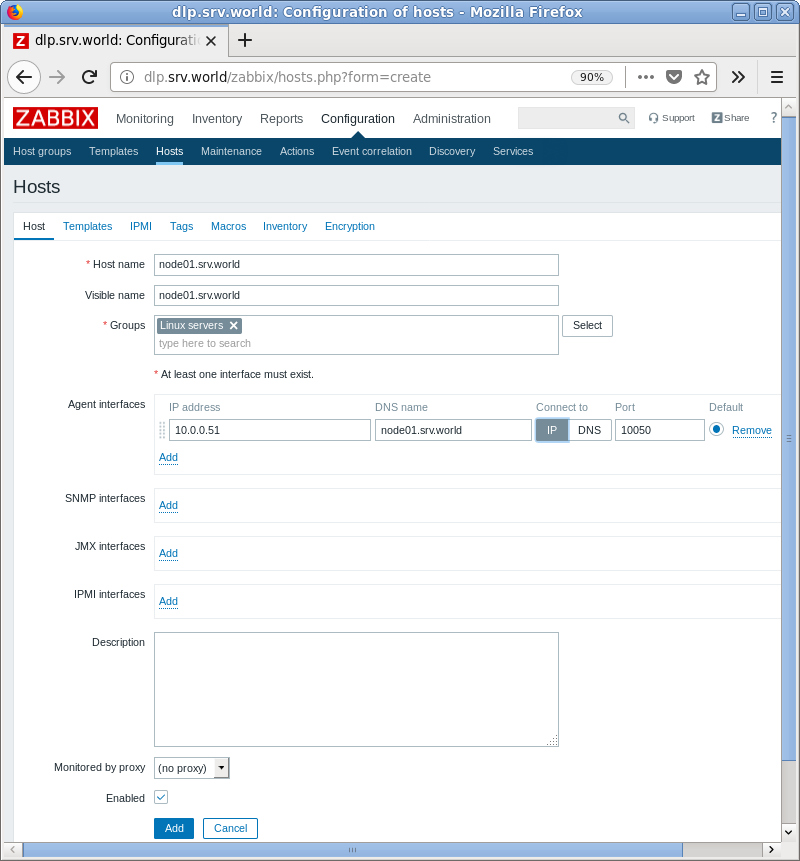 dlp.srv.world: Configuration of hosts - Mozilla Firefox
Z dlp.srv.world: Configuratio
dlp.srv.world/zabbix/hosts.php?form=create 90%
ZABBIX Monitoring Inventory Reports Configuration Administration Support Z Share ?
Host groups Templates Hosts Maintenance Actions Event correlation Discovery Services
Hosts
Host Templates IPMI Tags Macros Inventory Encryption
* Host name node01.srv.world
Visible name node01.srv.world
* Groups Linux servers Select
type here to search
* At least one interface must exist.
Agent interfaces IP address DNS name Connect to Port Default
10.0.0.51 node01.srv.world IP DNS 10050 Remove
Add
SNMP interfaces Add
JMX interfaces Add
IPMI interfaces Add
Description
Monitored by proxy (no proxy)
Enabled
Add Cancel